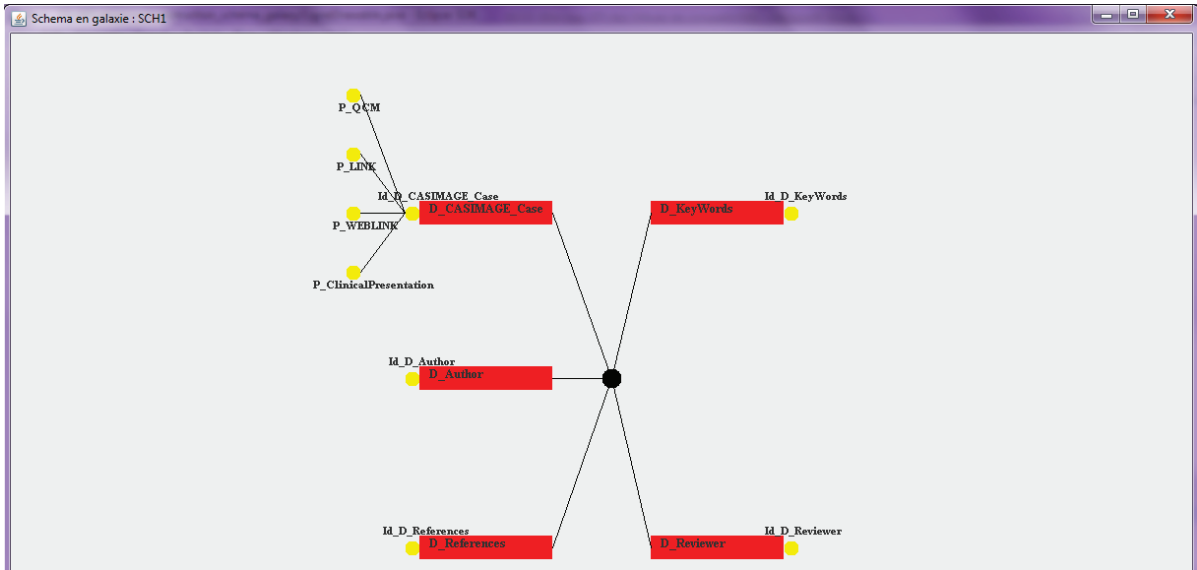 Schema en galaxie : SCH1
P_QCM
P_LINK
Id_D_CASIMAGE_Case
Id_D_KeyWords
D_CASIMAGE_Case
D_KeyWords
P_WEBLINK
P_ClinicalPresentation
Id_D_Author
D_Author
Id_D_References
Id_D_Reviewer
D_References
D_Reviewer